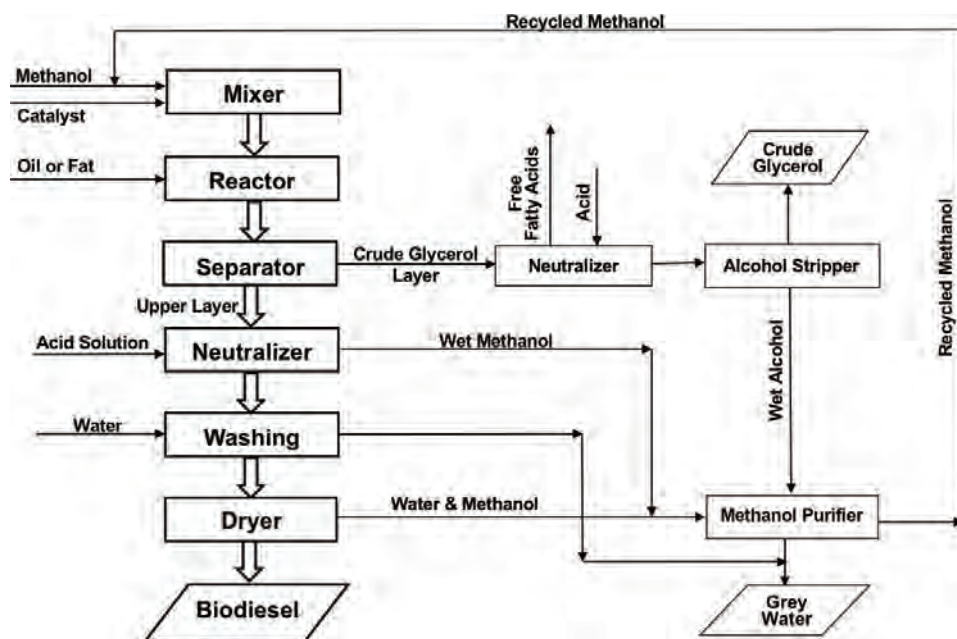 Recycled Methanol
Methanol
Mixer
Catalyst
Oil or Fat
Reactor
Free
Fatty Acids
Acid
Crude
Glycerol
Separator
Crude Glycerol
Layer
Neutralizer
Alcohol Stripper
Recycled Methanol
Upper Layer
Acid Solution
Neutralizer
Wet Methanol
Wet Alcohol
Water
Washing
Dryer
Water & Methanol
Methanol Purifier
Biodiesel
Grey
Water